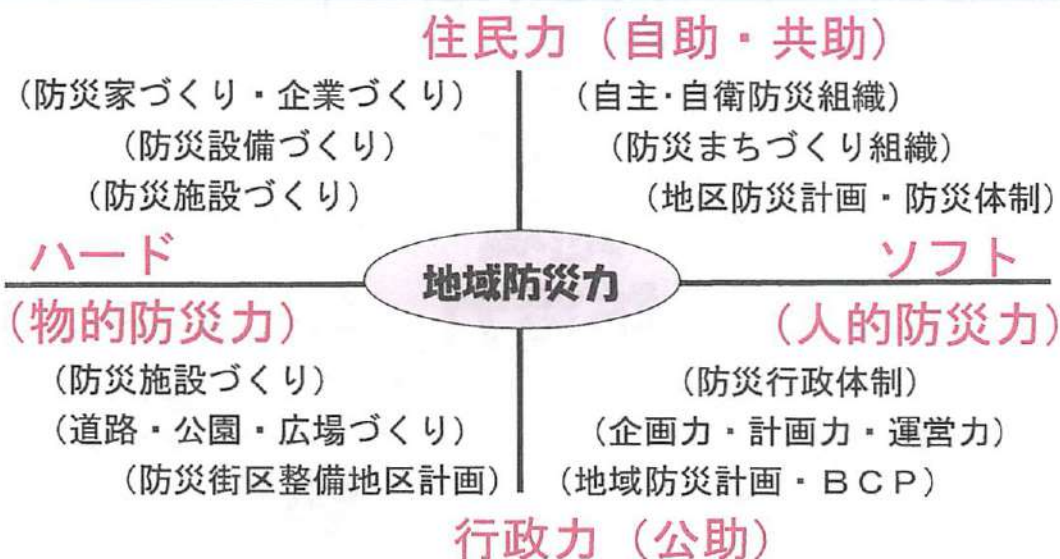 住民力（自助・共助）
（防災家づくり・企業づくり）
（防災設備づくり）
（防災施設づくり）
（自主・自衛防災組織）
（防災まちづくり組織）
（地区防災計画・防災体制）
ハード
（物的防災力）
地域防災力
ソフト
（人的防災力）
（防災施設づくり）
（道路・公園・広場づくり）
（防災街区整備地区計画）
（防災行政体制）
（企画力・計画力・運営力）
（地域防災計画・ＢＣＰ）
行政力（公助）